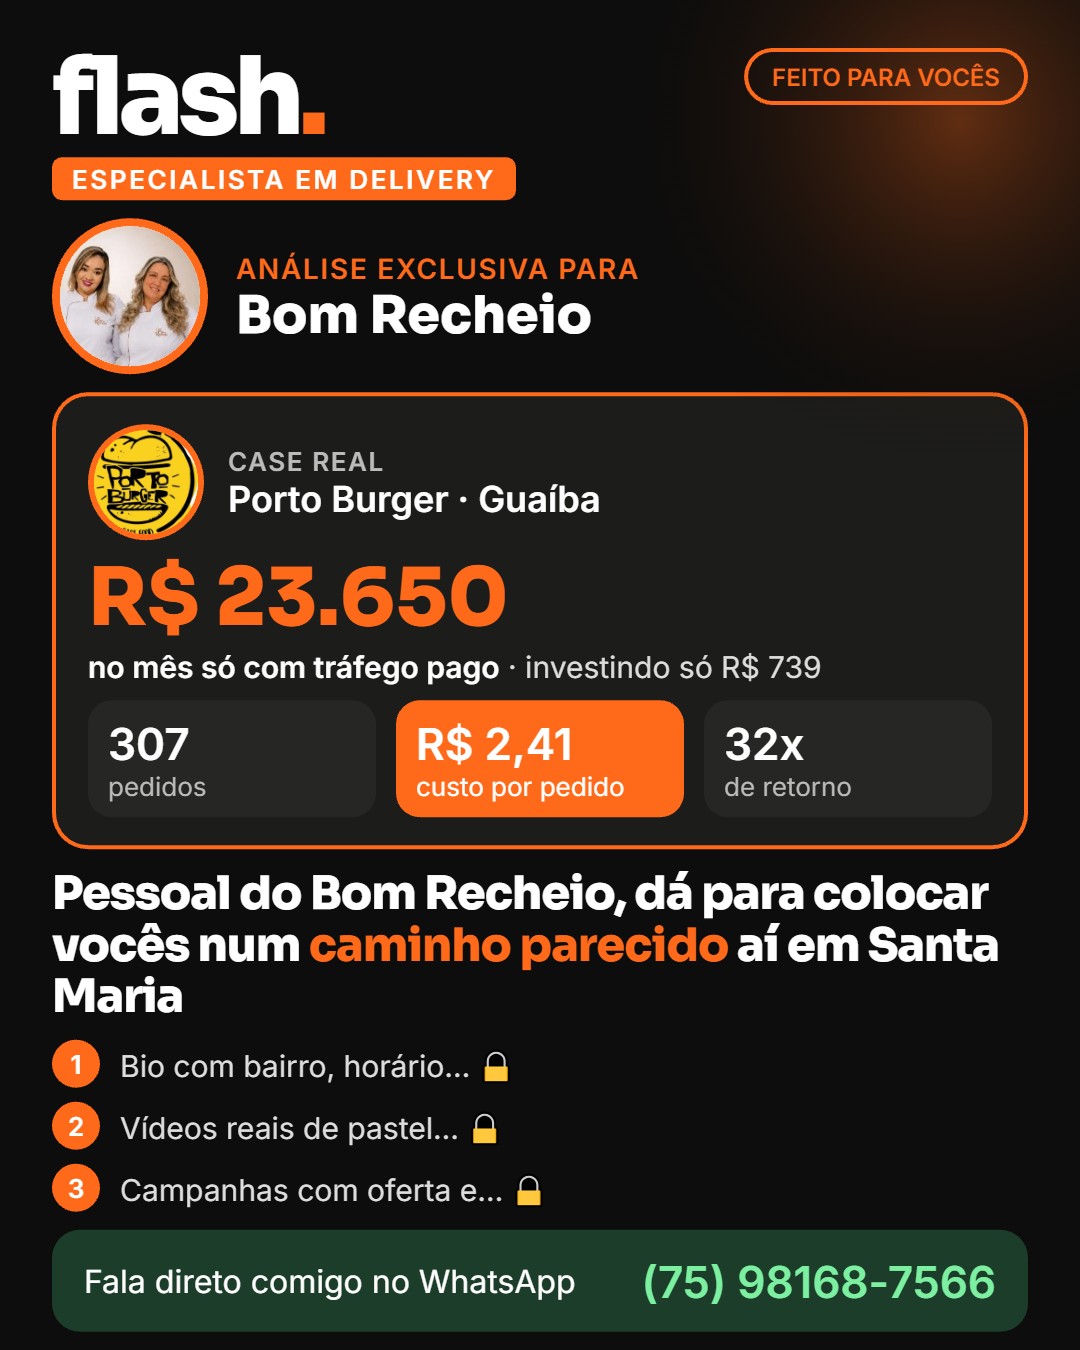 flash.
FEITO PARA VOCÊS
ESPECIALISTA EM DELIVERY
ANÁLISE EXCLUSIVA PARA
Bom Recheio
PORTO
BURGER
CASE REAL
Porto Burger · Guaíba
R$ 23.650
no mês só com tráfego pago · investindo só R$ 739
307
pedidos
R$ 2,41
custo por pedido
32x
de retorno
Pessoal do Bom Recheio, dá para colocar
vocês num caminho parecido aí em Santa
Maria
1 Bio com bairro, horário... 🔒
2 Vídeos reais de pastel... 🔒
3 Campanhas com oferta e... 🔒
Fala direto comigo no WhatsApp (75) 98168-7566